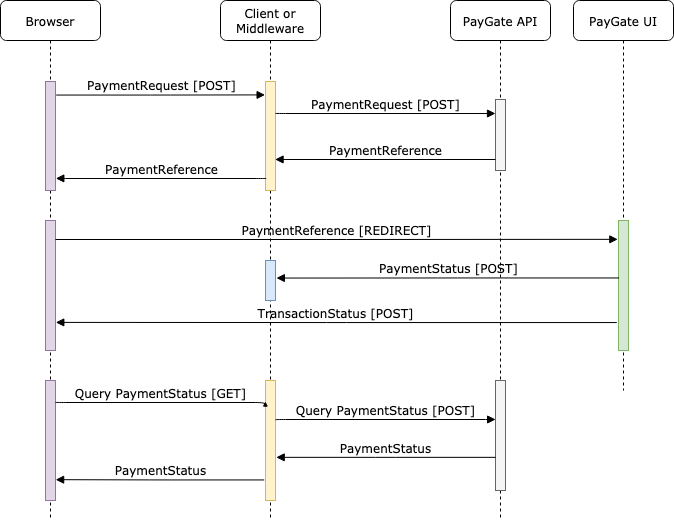 Browser
Client or
Middleware
PayGate API
PayGate UI
PaymentRequest [POST]
PaymentRequest [POST]
PaymentReference
PaymentReference
PaymentReference [REDIRECT]
PaymentStatus [POST]
TransactionStatus [POST]
Query PaymentStatus [GET]
Query PaymentStatus [POST]
PaymentStatus
PaymentStatus